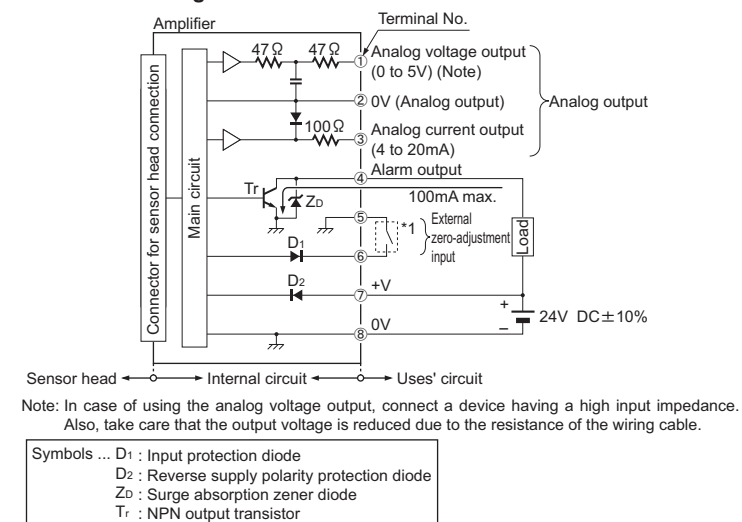 Amplifier
Terminal No.
47Ω 47Ω
① Analog voltage output
(0 to 5V) (Note)
② 0V (Analog output)
Analog output
100Ω
③ Analog current output
(4 to 20mA)
④ Alarm output
100mA max.
Tr
ZD
⑤
*1
External
zero-adjustment
input
Load
D1
⑥
D2
⑦ +V
+
24V DC±10%
−
⑧ 0V
Connector for sensor head connection
Main circuit
Sensor head
Internal circuit
Uses' circuit
Note: In case of using the analog voltage output, connect a device having a high input impedance.
Also, take care that the output voltage is reduced due to the resistance of the wiring cable.
Symbols ... D1 : Input protection diode
D2 : Reverse supply polarity protection diode
ZD : Surge absorption zener diode
Tr : NPN output transistor